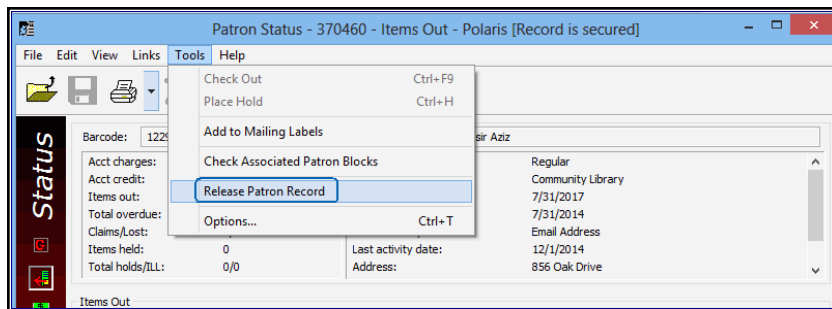 Patron Status - 370460 - Items Out - Polaris [Record is secured]
File Edit View Links Tools Help
Check Out Ctrl+F9
Place Hold Ctrl+H
Add to Mailing Labels
Check Associated Patron Blocks
Release Patron Record
Options... Ctrl+T
Status
Barcode: 1229 sir Aziz
Acct charges: Regular
Acct credit: Community Library
Items out: 7/31/2017
Total overdue: 7/31/2014
Claims/Lost: Email Address
Items held: 0 Last activity date: 12/1/2014
Total holds/ILL: 0/0 Address: 856 Oak Drive
Items Out